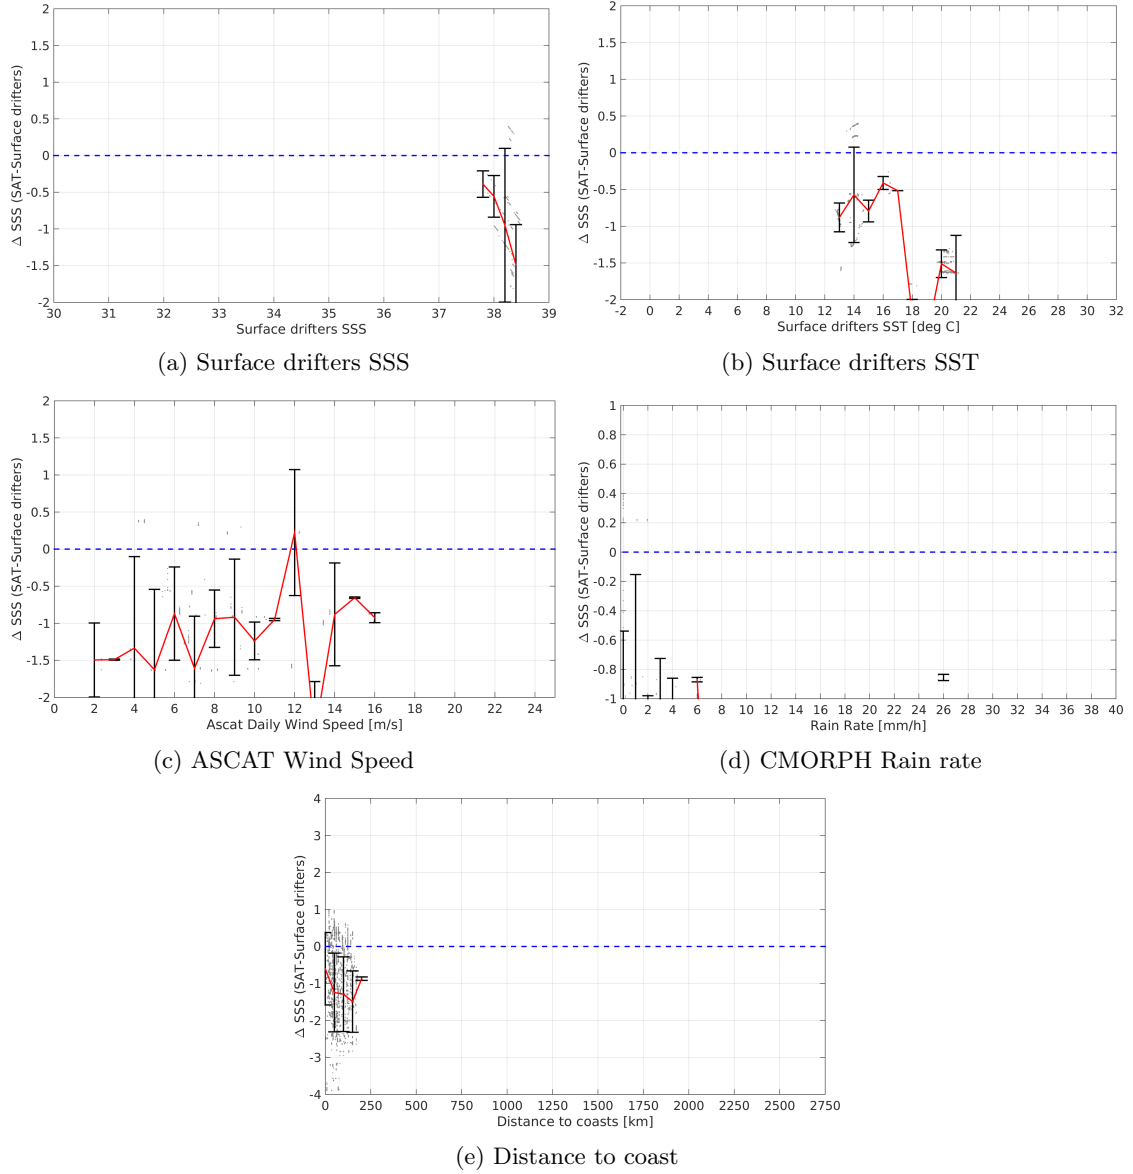 2
1.5
1
0.5
0
-0.5
-1
-1.5
-2
Δ SSS (SAT-Surface drifters)
30 31 32 33 34 35 36 37 38 39
Surface drifters SSS
(a) Surface drifters SSS
2
1.5
1
0.5
0
-0.5
-1
-1.5
-2
Δ SSS (SAT-Surface drifters)
-2 0 2 4 6 8 10 12 14 16 18 20 22 24 26 28 30 32
Surface drifters SST [deg C]
(b) Surface drifters SST
2
1.5
1
0.5
0
-0.5
-1
-1.5
-2
Δ SSS (SAT-Surface drifters)
0 2 4 6 8 10 12 14 16 18 20 22 24
Ascat Daily Wind Speed [m/s]
(c) ASCAT Wind Speed
1
0.8
0.6
0.4
0.2
0
-0.2
-0.4
-0.6
-0.8
-1
Δ SSS (SAT-Surface drifters)
0 2 4 6 8 10 12 14 16 18 20 22 24 26 28 30 32 34 36 38 40
Rain Rate [mm/h]
(d) CMORPH Rain rate
4
3
2
1
0
-1
-2
-3
-4
Δ SSS (SAT-Surface drifters)
0 250 500 750 1000 1250 1500 1750 2000 2250 2500 2750
Distance to coasts [km]
(e) Distance to coast